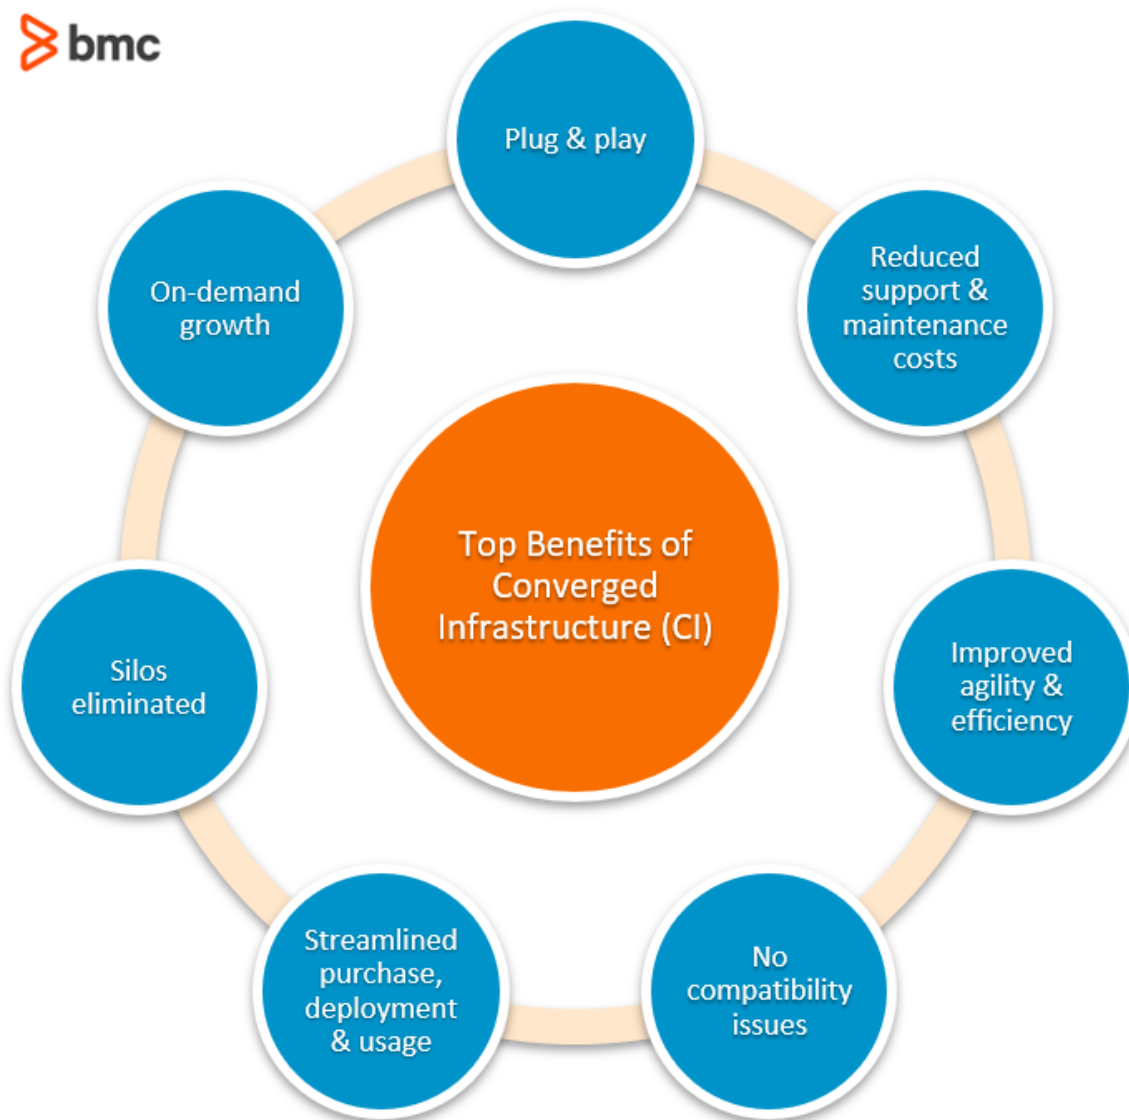 bmc
Plug & play
Reduced
support &
maintenance
costs
Improved
agility &
efficiency
No
compatibility
issues
Streamlined
purchase,
deployment
& usage
Silos
eliminated
On-demand
growth
Top Benefits of
Converged
Infrastructure (CI)